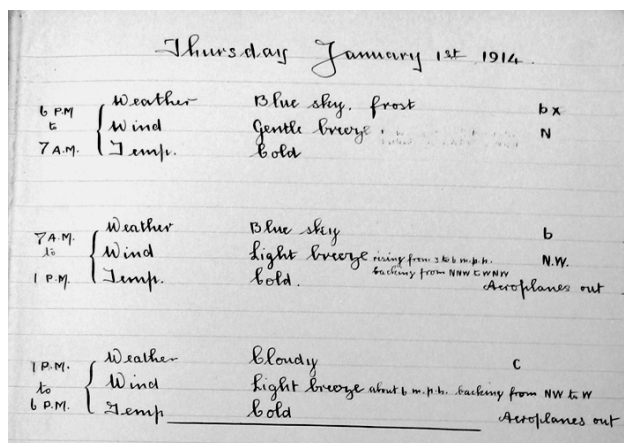 Thursday January 1st 1914.
6 P.M. Weather Blue sky. frost bx
to Wind Gentle breeze. N
7 A.M. Temp. Cold
7 A.M. Weather Blue sky b
to Wind Light breeze rising from 3 to 6 m.p.h. N.W.
backing from NNW to WNW
1 P.M. Temp. Cold. Aeroplanes out
1 P.M. Weather Cloudy c
to Wind Light breeze about 6 m.p.h. backing from NW to W
6 P.M. Temp Cold Aeroplanes out